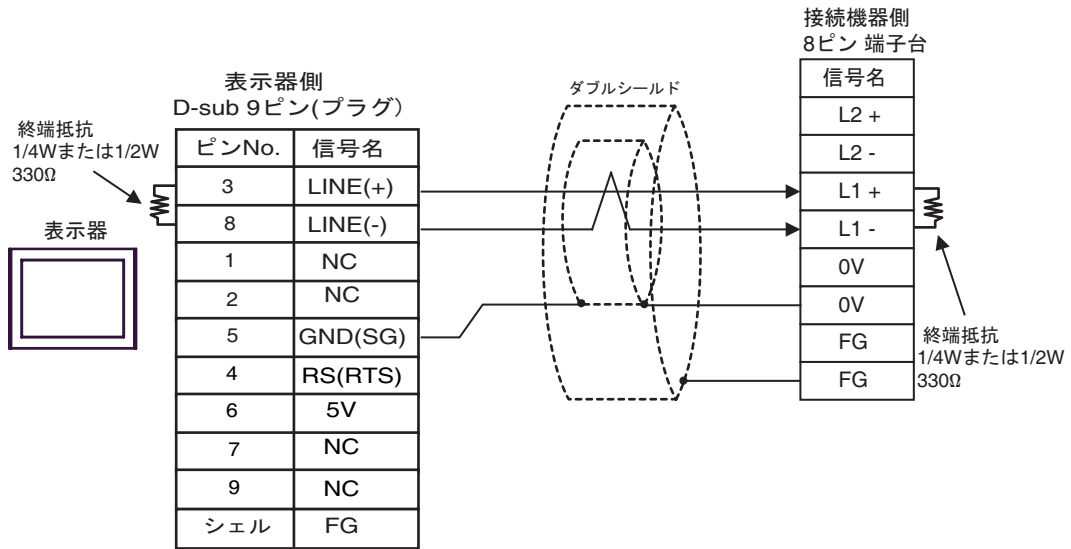 接続機器側
8ピン 端子台
信号名
L2 +
L2 -
L1 +
L1 -
0V
0V
FG
FG
終端抵抗
1/4Wまたは1/2W
330Ω
ダブルシールド
表示器側
D-sub 9ピン(プラグ)
ピンNo. 信号名
3 LINE(+)
8 LINE(-)
1 NC
2 NC
5 GND(SG)
4 RS(RTS)
6 5V
7 NC
9 NC
シェル FG
終端抵抗
1/4Wまたは1/2W
330Ω
表示器